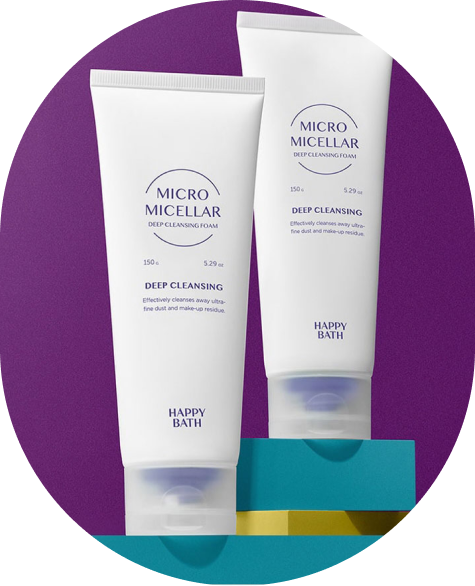 MICRO
MICELLAR
DEEP CLEANSING FOAM
150 G
5.29 oz
DEEP CLEANSING
Effectively cleanses away ultra-
fine dust and make-up residue.
HAPPY
BATH
MICRO
MICELLAR
DEEP CLEANSING FOAM
150 G
5.29 oz
DEEP CLEANSING
Effectively cleanses away ultra-
fine dust and make-up residue.
HAPPY
BATH